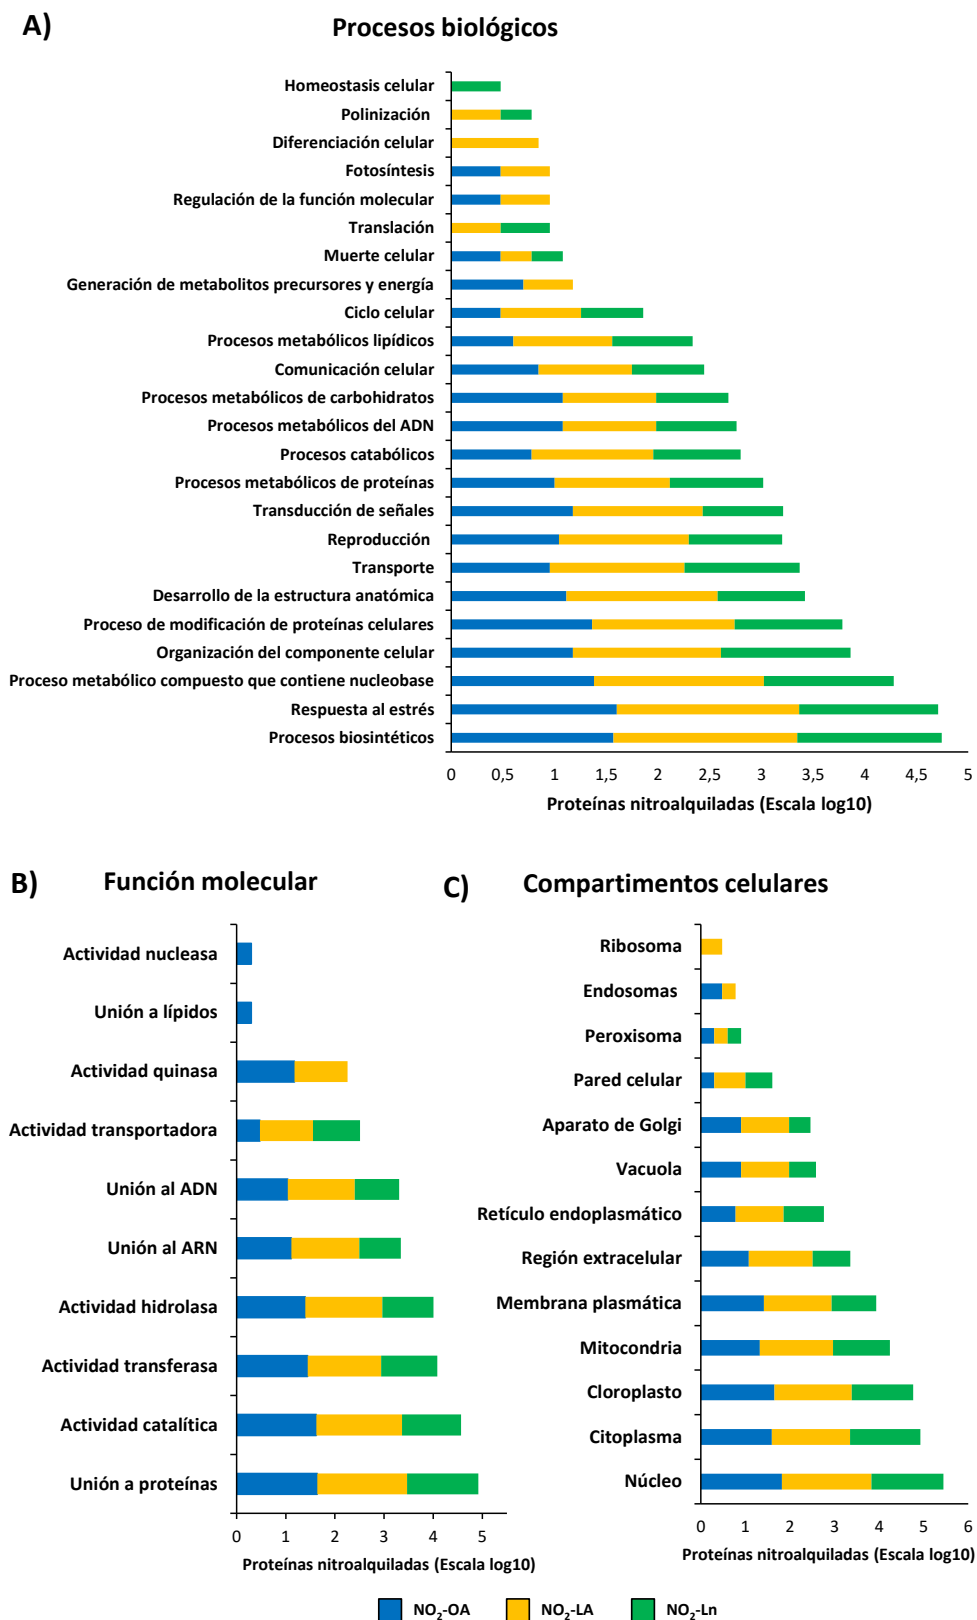 A)
Procesos biológicos
Homeostasis celular
Polinización
Diferenciación celular
Fotosíntesis
Regulación de la función molecular
Translación
Muerte celular
Generación de metabolitos precursores y energía
Ciclo celular
Procesos metabólicos lipídicos
Comunicación celular
Procesos metabólicos de carbohidratos
Procesos metabólicos del ADN
Procesos catabólicos
Procesos metabólicos de proteínas
Transducción de señales
Reproducción
Transporte
Desarrollo de la estructura anatómica
Proceso de modificación de proteínas celulares
Organización del componente celular
Proceso metabólico compuesto que contiene nucleobase
Respuesta al estrés
Procesos biosintéticos
0 0,5 1 1,5 2 2,5 3 3,5 4 4,5 5
Proteínas nitroalquiladas (Escala log10)
B)
Función molecular
Actividad nucleasa
Unión a lípidos
Actividad quinasa
Actividad transportadora
Unión al ADN
Unión al ARN
Actividad hidrolasa
Actividad transferasa
Actividad catalítica
Unión a proteínas
0 1 2 3 4 5
Proteínas nitroalquiladas (Escala log10)
C)
Compartimentos celulares
Ribosoma
Endosomas
Peroxisoma
Pared celular
Aparato de Golgi
Vacuola
Retículo endoplasmático
Región extracelular
Membrana plasmática
Mitocondria
Cloroplasto
Citoplasma
Núcleo
0 1 2 3 4 5 6
Proteínas nitroalquiladas (Escala log10)
NO₂-OA NO₂-LA NO₂-Ln